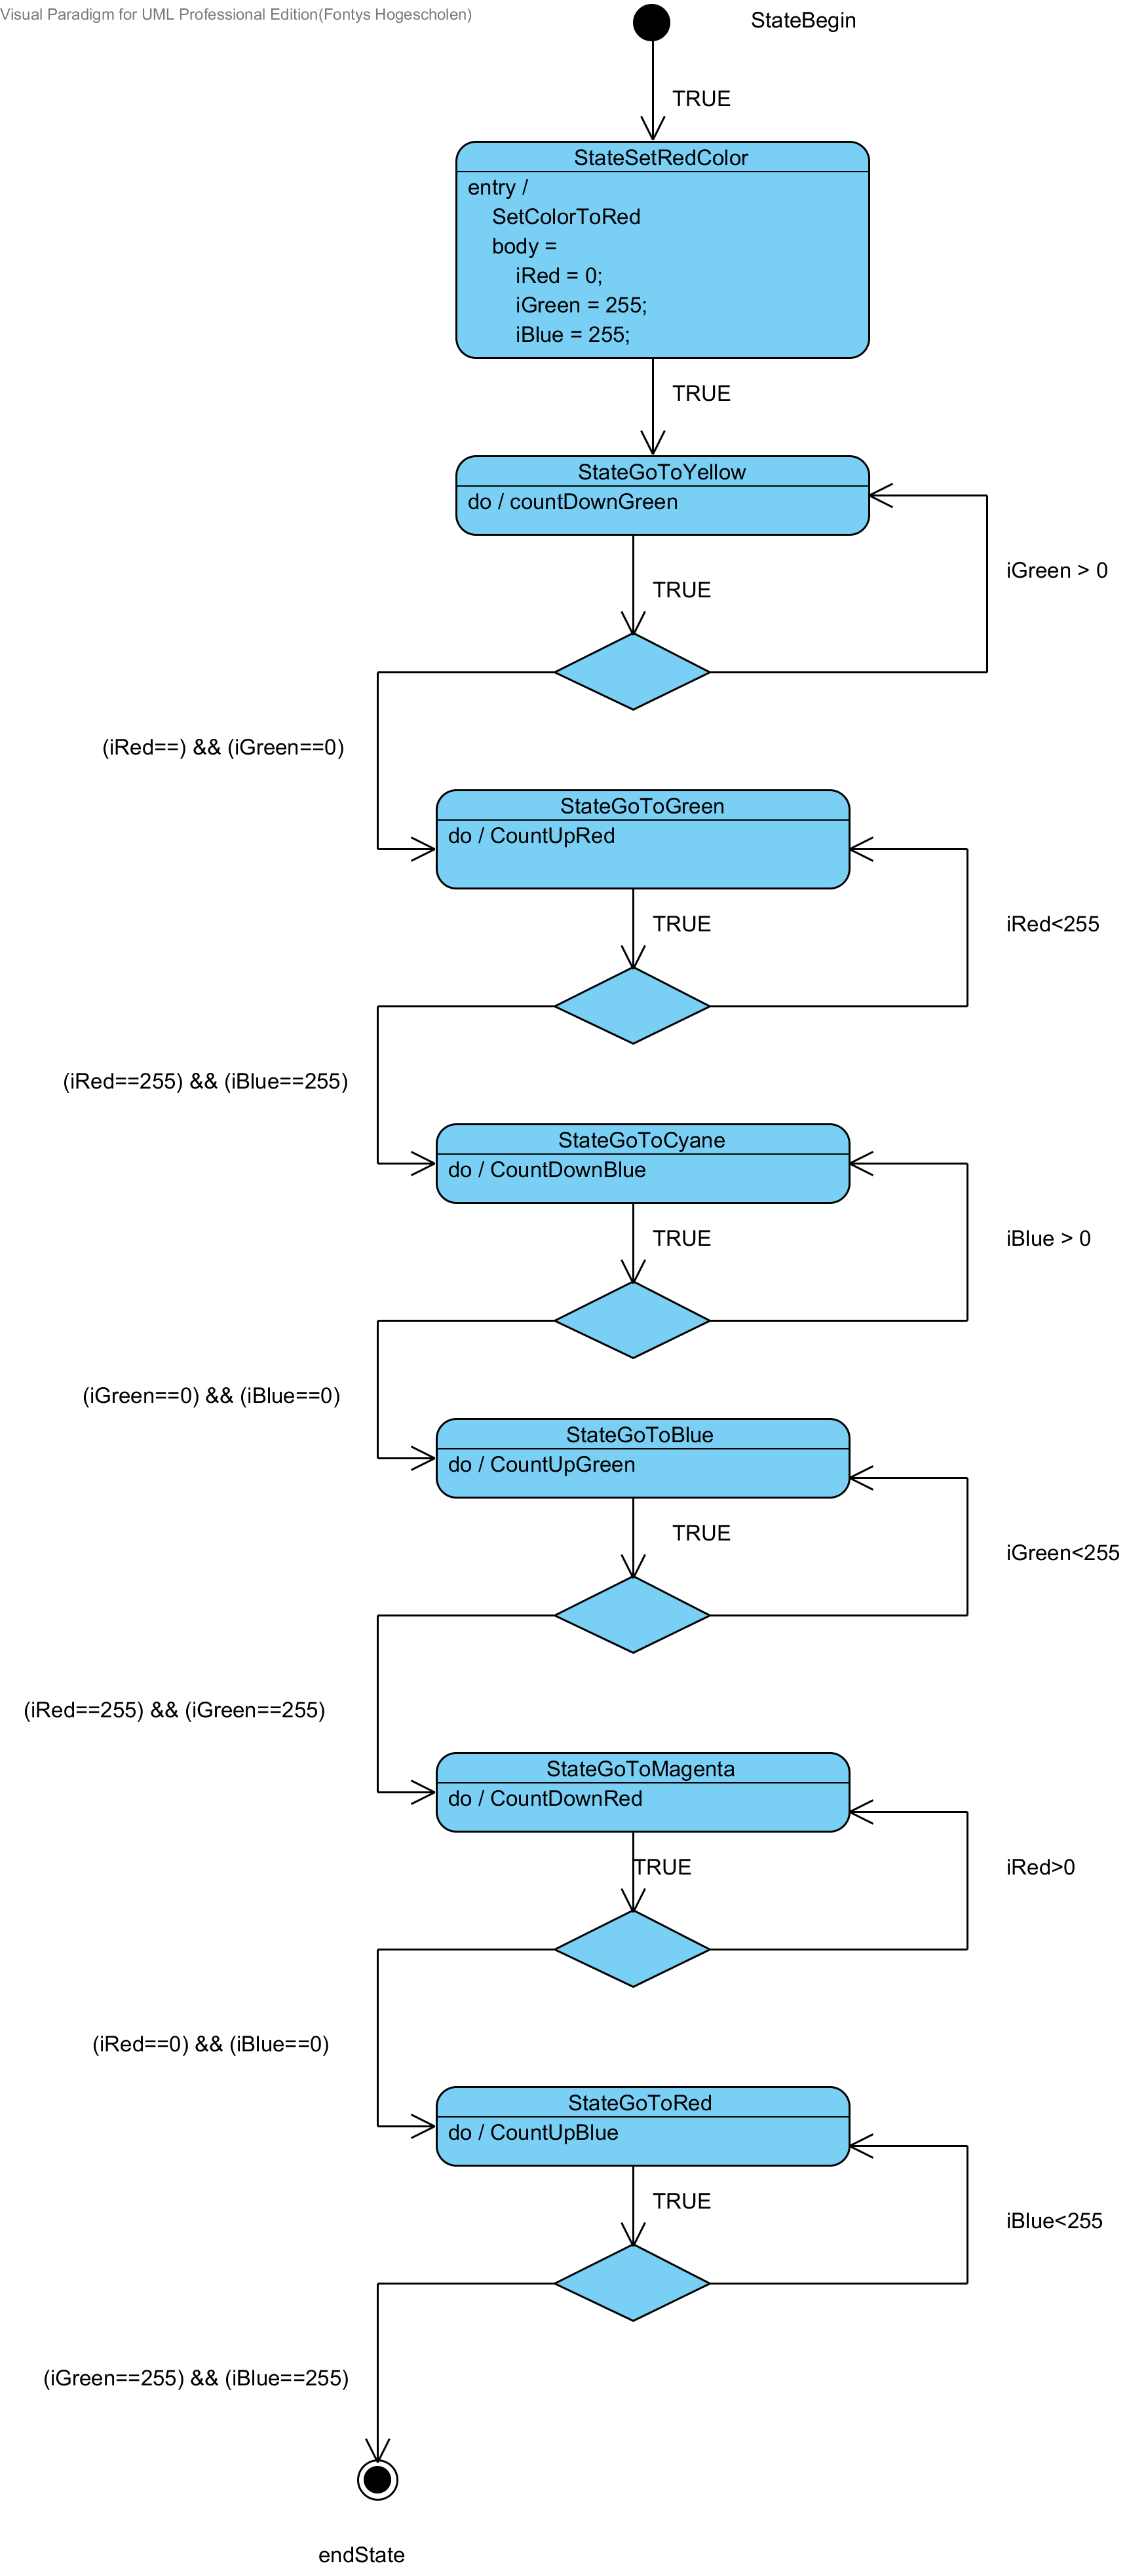 Visual Paradigm for UML Professional Edition(Fontys Hogescholen)
StateBegin
TRUE
StateSetRedColor
entry /
SetColorToRed
body =
iRed = 0;
iGreen = 255;
iBlue = 255;
TRUE
StateGoToYellow
do / countDownGreen
iGreen > 0
TRUE
(iRed==) && (iGreen==0)
StateGoToGreen
do / CountUpRed
TRUE
iRed<255
(iRed==255) && (iBlue==255)
StateGoToCyane
do / CountDownBlue
TRUE
iBlue > 0
(iGreen==0) && (iBlue==0)
StateGoToBlue
do / CountUpGreen
TRUE
iGreen<255
(iRed==255) && (iGreen==255)
StateGoToMagenta
do / CountDownRed
TRUE
iRed>0
(iRed==0) && (iBlue==0)
StateGoToRed
do / CountUpBlue
TRUE
iBlue<255
(iGreen==255) && (iBlue==255)
endState